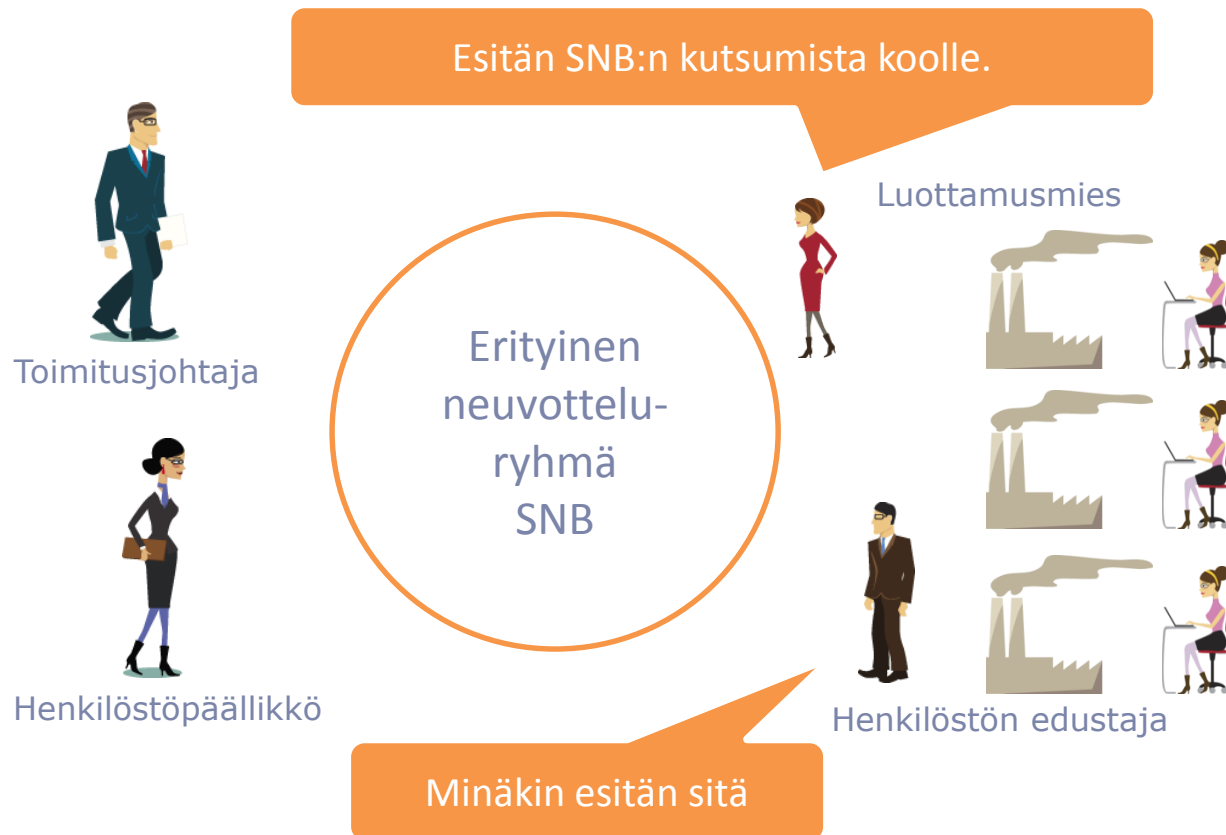 Esitän SNB:n kutsumista koolle.
Luottamusmies
Toimitusjohtaja
Erityinen
neuvottelu-
ryhmä
SNB
Henkilöstöpäällikkö
Henkilöstön edustaja
Minäkin esitän sitä